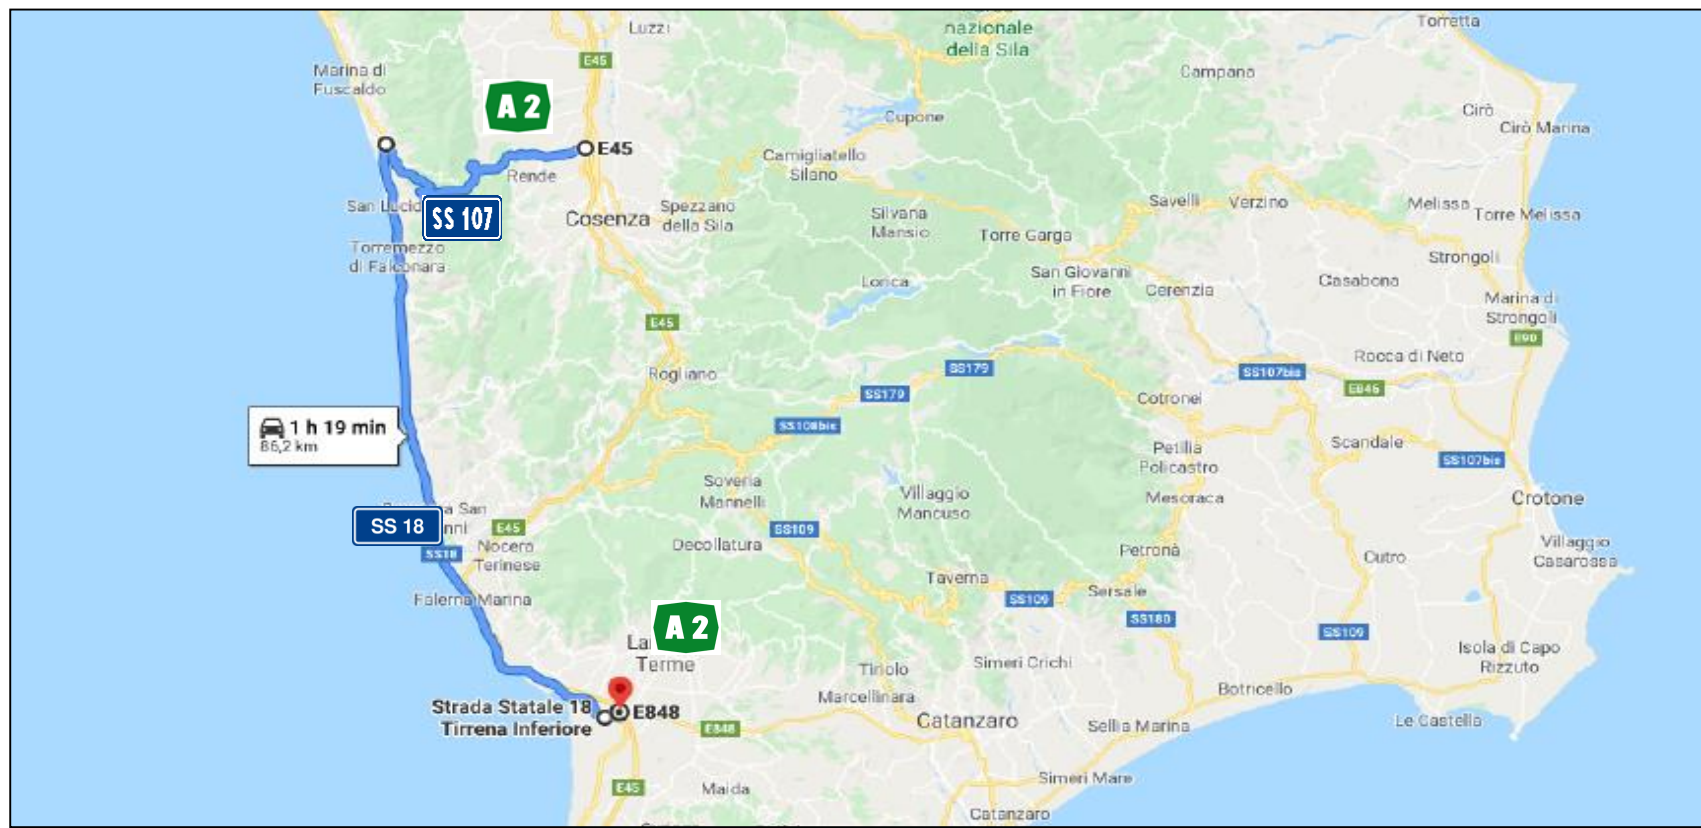 Torretta
nazionale
della Sila
Luzzi
E45
Marina di
Fuscaldo
Campana
A 2
Cirò
Cirò Marina
Cupone
E45
Camigliatello
Silano
Rende
San Lucid
SS 107
Cosenza
Spezzano
della Sila
Silvana
Mansio
Savelli
Verzino
Melissa
Torre Melissa
Torre Garga
Torremezzo
di Falconara
Strongoli
San Giovanni
in Fiore
Lorica
Cerenzia
Casabona
Marina di
Strongoli
E45
E90
Rocca di Neto
Rogliano
SS179
SS107bis
SS179
E846
Cotronei
1 h 19 min
86,2 km
SS108bis
Scandale
Petilia
Policastro
SS107bis
Soveria
Mannelli
Villaggio
Mancuso
Mesoraca
Crotone
a San
nni
SS 18
E45
SS109
SS18
Nocera
Terinese
Decollatura
Petronà
Cutro
Villaggio
Casarossa
Taverna
Falerna Marina
SS109
Sersale
SS180
SS109
A 2
La
Terme
Tiriolo
Simeri Crichi
Isola di Capo
Rizzuto
Marcellinara
Botricello
Strada Statale 18
Tirrena Inferiore
E848
E848
Catanzaro
Sellia Marina
Le Castella
E45
Maida
Simeri Mare
Catanzaro